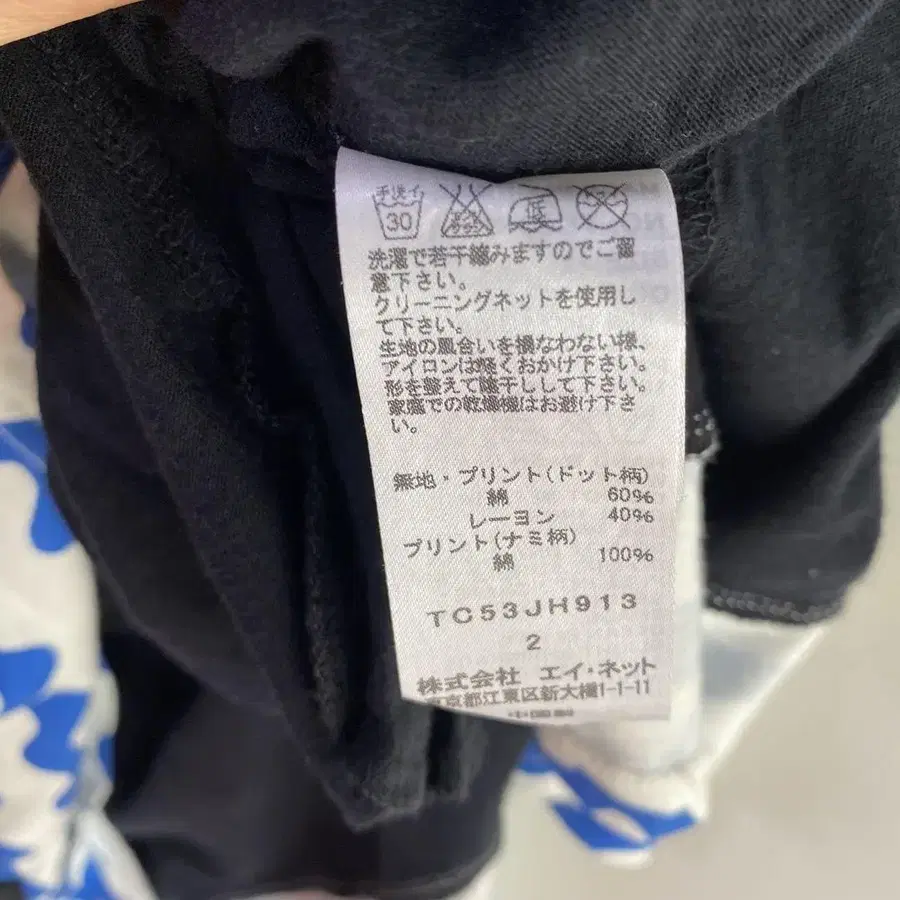 手洗イ
30
洗濯で若干縮みますのでご留
意下さい。
クリーニングネットを使用し
て下さい。
生地の風合いを損なわない様、
アイロンは軽くおかけ下さい。
形を整えて陰干しして下さい。
家庭での乾燥機はお避け下さ
い。
無地・プリント(ドット柄)
綿 60%
レーヨン 40%
プリント(ナミ柄)
綿 100%
TC53JH913
2
株式会社 エイ・ネット
東京都江東区新大橋1-1-11